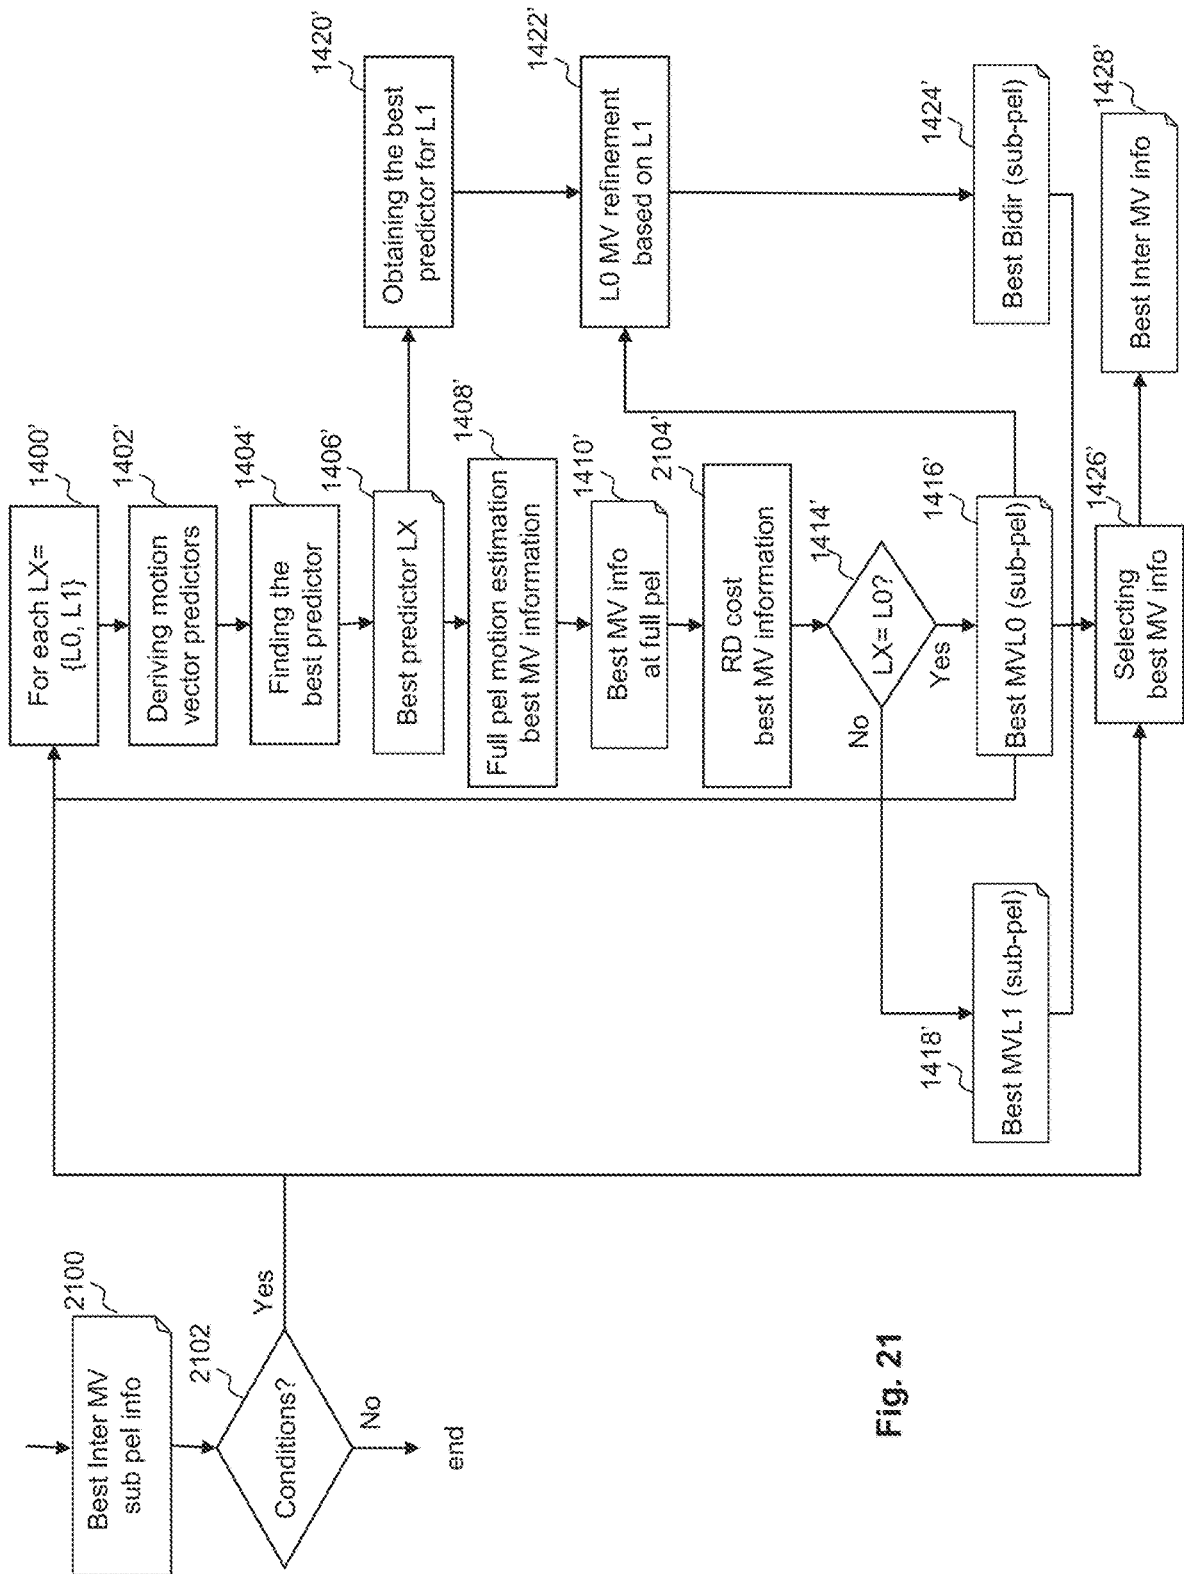 2100
Best Inter MV
sub pel info
2102
Conditions?
Yes
No
end
For each LX=
{L0, L1}
1400'
Deriving motion
vector predictors
1402'
Finding the
best predictor
1404'
Best predictor LX
1406'
Full pel motion estimation
best MV information
1408'
Best MV info
at full pel
1410'
RD cost
best MV information
2104'
LX= L0?
1414'
No
Yes
Best MVL1 (sub-pel)
1418'
Best MVL0 (sub-pel)
1416'
Obtaining the best
predictor for L1
1420'
L0 MV refinement
based on L1
1422'
Best Bidir (sub-pel)
1424'
Selecting
best MV info
1426'
Best Inter MV info
1428'
Fig. 21